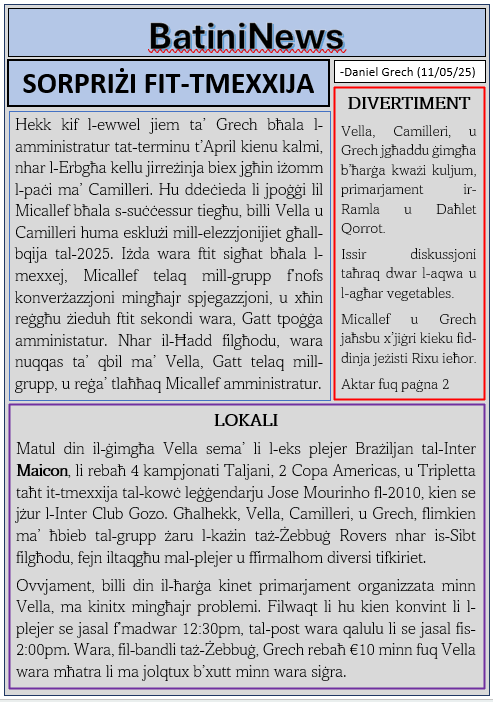 BatiniNews
SORPRIŻI FIT-TMEXXIJA
-Daniel Grech (11/05/25)
Hekk kif l-ewwel jiem ta’ Grech bħala l-
amministratur tat-terminu t’April kienu kalmi,
nhar l-Erbgħa kellu jirreżinja biex jgħin iżomm
l-paċi ma’ Camilleri. Hu ddeċieda li jpoġġi lil
Micallef bħala s-suċċessur tiegħu, billi Vella u
Camilleri huma esklużi mill-elezzjonijiet għall-
bqija tal-2025. Iżda wara ftit sigħat bħala l-
mexxej, Micallef telaq mill-grupp f’nofs
konverżazzjoni mingħajr spjegazzjoni, u xħin
reġgħu żieduh ftit sekondi wara, Gatt tpoġġa
amministatur. Nhar il-Ħadd filgħodu, wara
nuqqas ta’ qbil ma’ Vella, Gatt telaq mill-
grupp, u reġa’ tlaħħaq Micallef amministratur.
DIVERTIMENT
Vella, Camilleri, u
Grech jgħaddu ġimgħa
b’ħarġa kważi kuljum,
primarjament ir-
Ramla u Daħlet
Qorrot.
Issir diskussjoni
taħraq dwar l-aqwa u
l-agħar vegetables.
Micallef u Grech
jaħsbu x’jiġri kieku fid-
dinja jeżisti Rixu ieħor.
Aktar fuq paġna 2
LOKALI
Matul din il-ġimgħa Vella sema’ li l-eks plejer Brażiljan tal-Inter
Maicon, li rebaħ 4 kampjonati Taljani, 2 Copa Americas, u Tripletta
taħt it-tmexxija tal-kowċ leġġendarju Jose Mourinho fl-2010, kien se
jżur l-Inter Club Gozo. Għalhekk, Vella, Camilleri, u Grech, flimkien
ma’ ħbieb tal-grupp żaru l-każin taż-Żebbuġ Rovers nhar is-Sibt
filgħodu, fejn iltaqgħu mal-plejer u ffirmalhom diversi tifkiriet.
Ovvjament, billi din il-ħarġa kinet primarjament organizzata minn
Vella, ma kinitx mingħajr problemi. Filwaqt li hu kien konvint li l-
plejer se jasal f’madwar 12:30pm, tal-post wara qalulu li se jasal fis-
2:00pm. Wara, fil-bandli taż-Żebbuġ, Grech rebaħ €10 minn fuq Vella
wara mħatra li ma jolqtux b’xutt minn wara siġra.